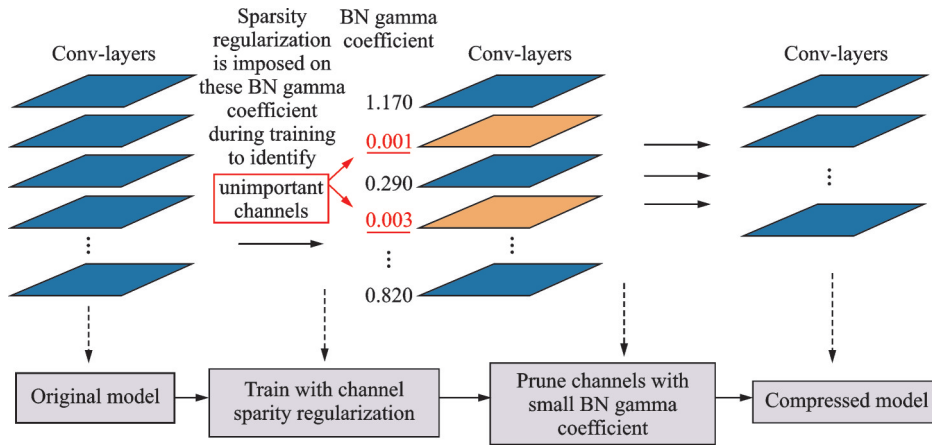 Conv-layers
Sparsity
regularization
is imposed on
these BN gamma
coefficient
during training
to identify
unimportant
channels
BN gamma
coefficient
1.170
0.001
0.290
0.003
0.820
Conv-layers
Conv-layers
Original model
Train with channel
sparsity regularization
Prune channels with
small BN gamma
coefficient
Compressed model